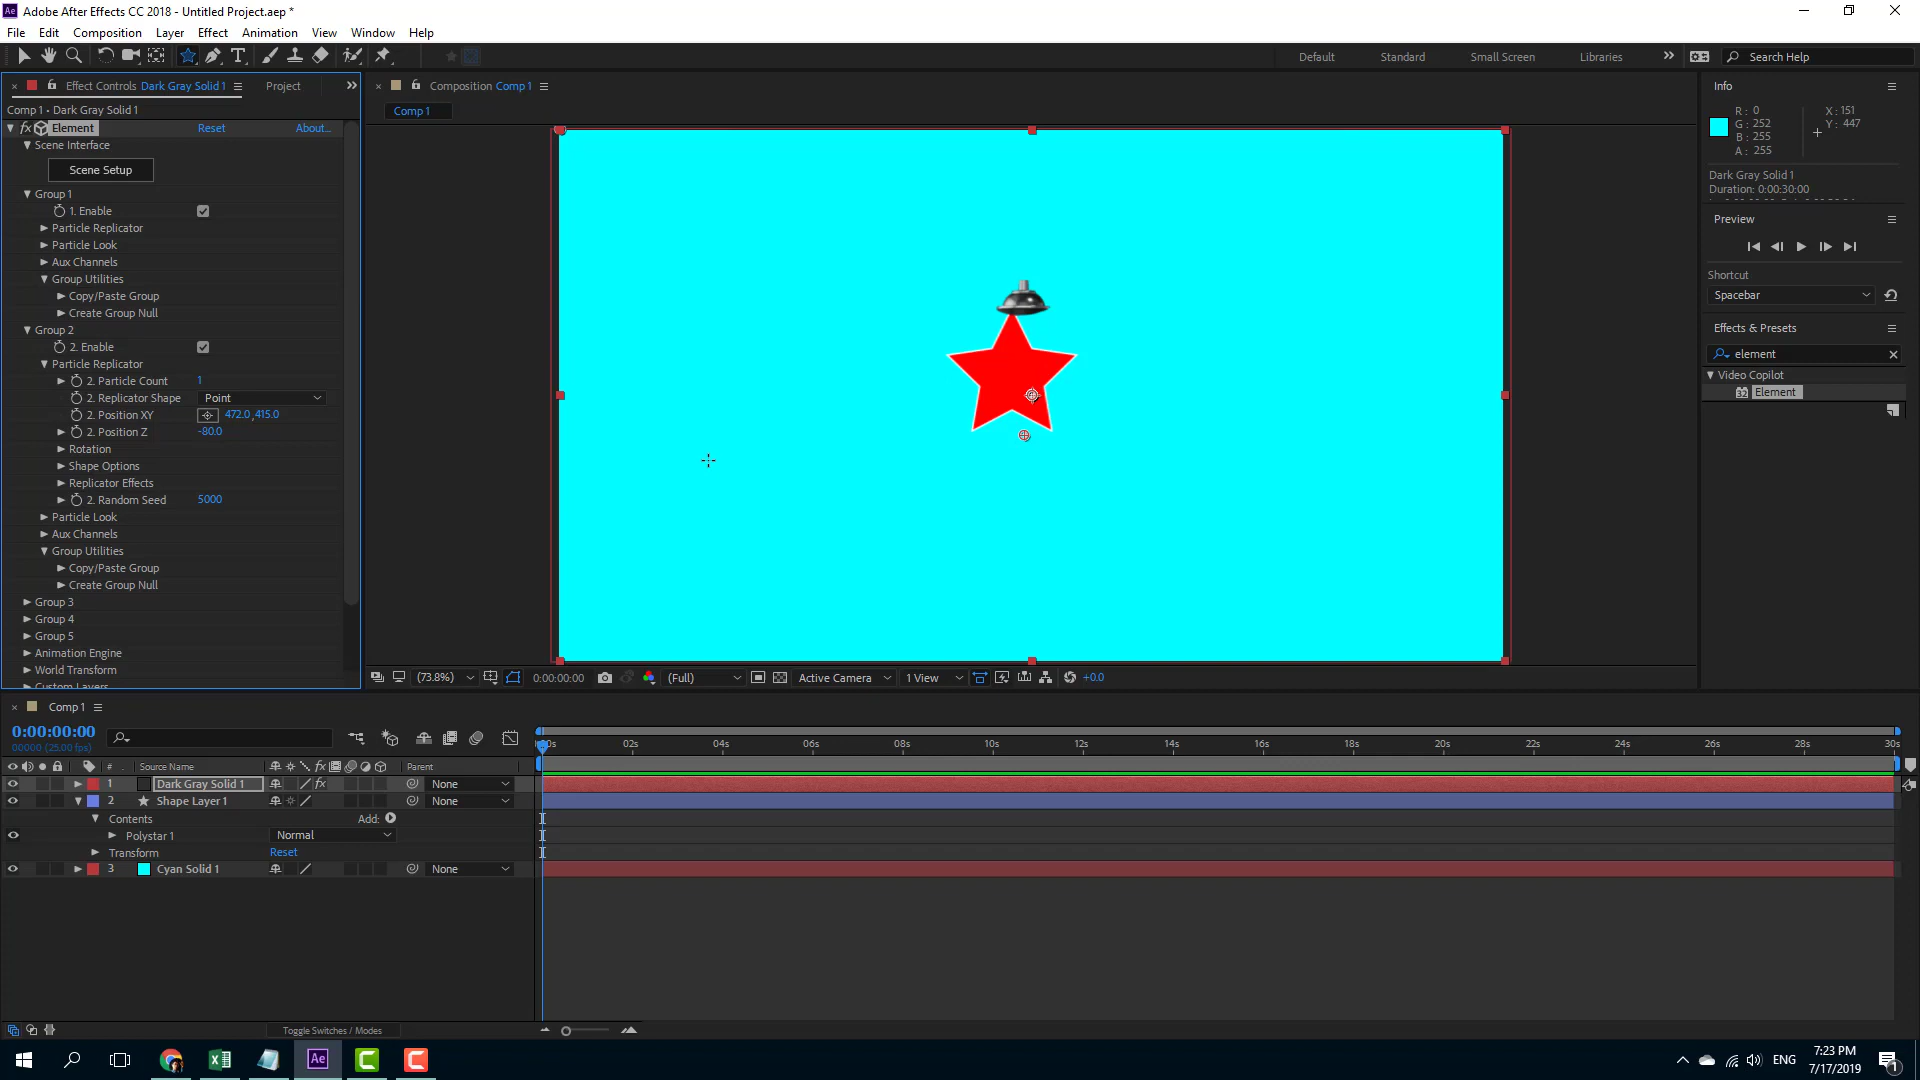 Adobe After Effects CC 2018 - Untitled Project.aep *
File Edit Composition Layer Effect Animation View Window Help
Default Standard Small Screen Libraries Search Help
Effect Controls Dark Gray Solid 1 Project
Composition Comp 1
Comp 1 • Dark Gray Solid 1
Comp 1
fx Element Reset About...
Scene Interface
Scene Setup
Group 1
1. Enable
Particle Replicator
Particle Look
Aux Channels
Group Utilities
Copy/Paste Group
Create Group Null
Group 2
2. Enable
Particle Replicator
2. Particle Count 1
2. Replicator Shape Point
2. Position XY 472.0,415.0
2. Position Z -80.0
Rotation
Shape Options
Replicator Effects
2. Random Seed 5000
Particle Look
Aux Channels
Group Utilities
Copy/Paste Group
Create Group Null
Group 3
Group 4
Group 5
Animation Engine
World Transform
(73.8%) 0:00:00:00 (Full) Active Camera 1 View +0.0
Info
R: 0
G: 252
B: 255
A: 255
X: 151
Y: 447
Dark Gray Solid 1
Duration: 0:00:30:00
Preview
Shortcut
Spacebar
Effects & Presets
element
Video Copilot
32 Element
Comp 1
0:00:00:00
00000 (25.00 fps)
# Source Name fx Parent
1 Dark Gray Solid 1 fx None
2 Shape Layer 1 None
Contents Add:
Polystar 1 Normal
Transform Reset
3 Cyan Solid 1 None
02s 04s 06s 08s 10s 12s 14s 16s 18s 20s 22s 24s 26s 28s 30s
Toggle Switches / Modes
ENG
7:23 PM
7/17/2019
1